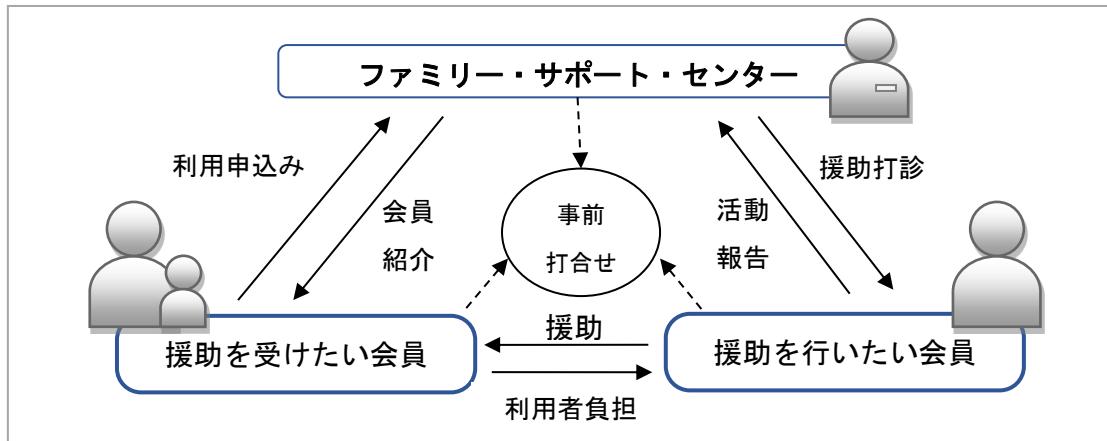 ファミリー・サポート・センター
利用申込み
会員
紹介
事前
打合せ
活動
報告
援助打診
援助を受けたい会員
援助
利用者負担
援助を行いたい会員